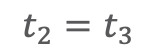 t₂ = t₃